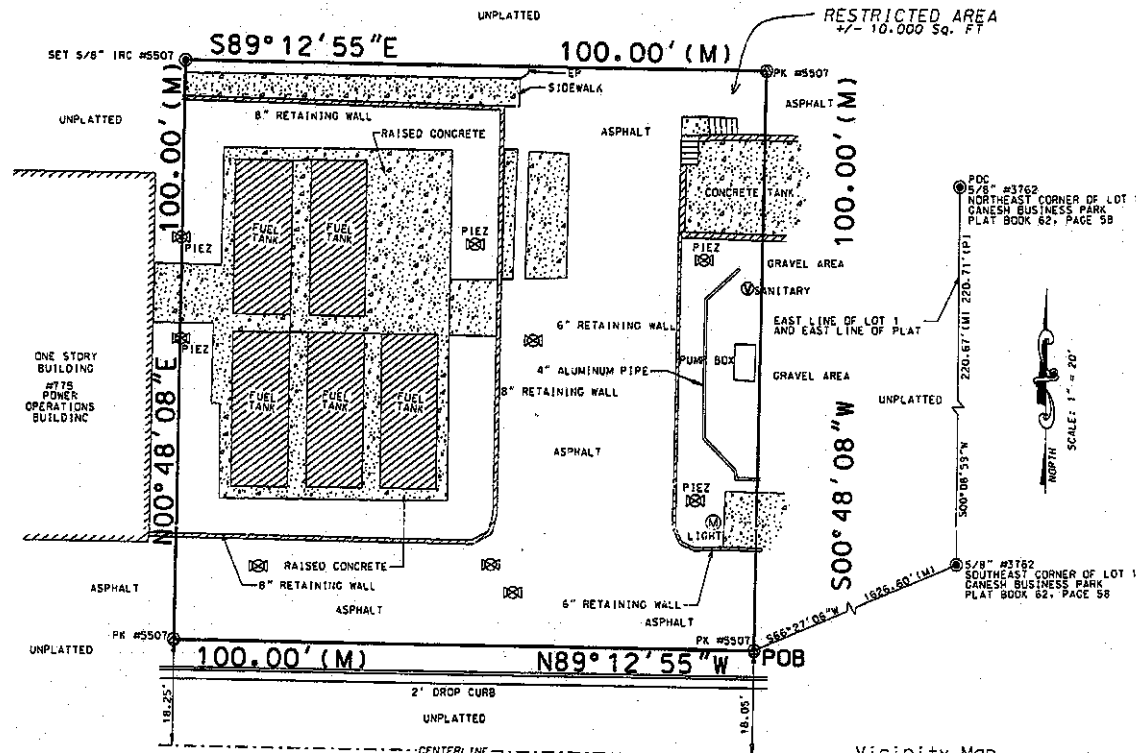 UNPLATTED
RESTRICTED AREA
+/- 10.000 Sq. FT
SET 5/8" IRC #5507
S89°12'55"E
100.00'(M)
PK #5507
EP
SIDEWALK
ASPHALT
UNPLATTED
8" RETAINING WALL
RAISED CONCRETE
ASPHALT
100.00'(M)
100.00'(M)
CONCRETE TANK
POC
5/8" #3762
NORTHEAST CORNER OF LOT 1
GANESH BUSINESS PARK
PLAT BOOK 62, PAGE 58
FUEL
TANK
FUEL
TANK
PIEZ
PIEZ
PIEZ
GRAVEL AREA
SANITARY
220.67'(M) 220.71'(P)
EAST LINE OF LOT 1
AND EAST LINE OF PLAT
6" RETAINING WALL
PIEZ
ONE STORY
BUILDING
#775
POWER
OPERATIONS
BUILDING
4" ALUMINUM PIPE
PUMP BOX
8" RETAINING WALL
GRAVEL AREA
UNPLATTED
NORTH
SCALE: 1" = 20'
FUEL
TANK
FUEL
TANK
FUEL
TANK
N00°48'08"E
S00°48'08"W
S00°06'59"W
ASPHALT
PIEZ
M
LIGHT
RAISED CONCRETE
8" RETAINING WALL
ASPHALT
ASPHALT
6" RETAINING WALL
ASPHALT
5/8" #3762
SOUTHEAST CORNER OF LOT 1
GANESH BUSINESS PARK
PLAT BOOK 62, PAGE 58
S66°27'06"W 1626.60'(M)
UNPLATTED
PK #5507
PK #5507
POB
100.00'(M)
N89°12'55"W
2' DROP CURB
18.25'
UNPLATTED
18.05'
CENTERLINE
Vicinity Map